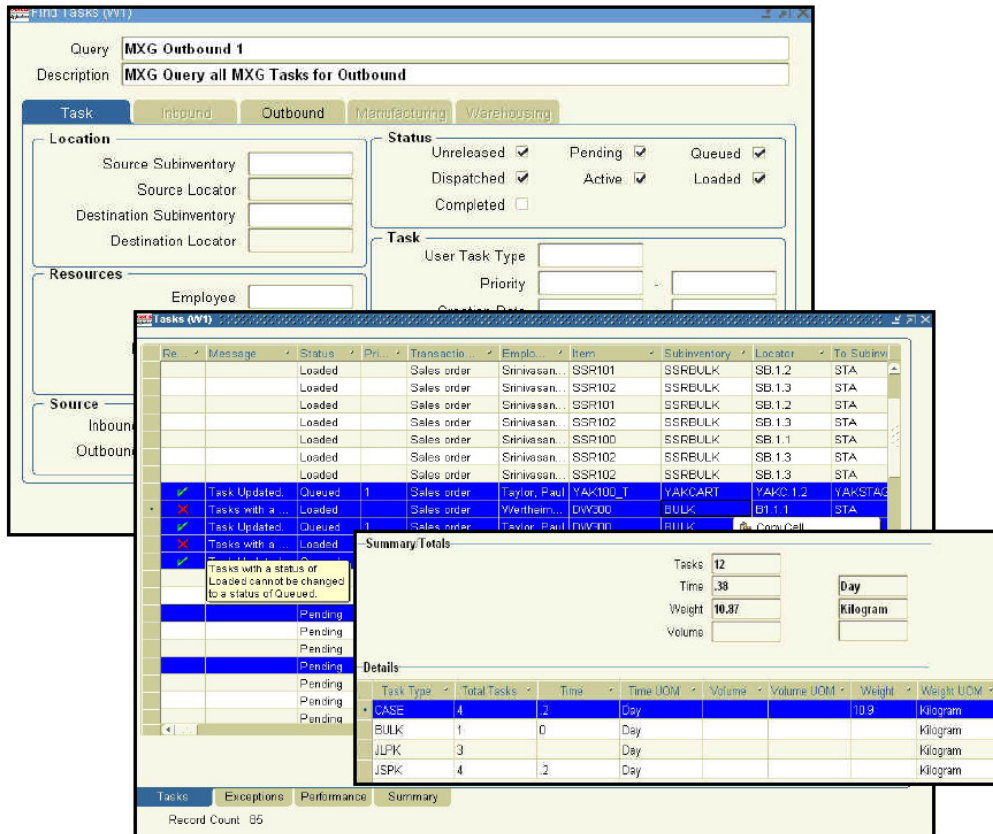 Find Tasks (W1)
Query MXG Outbound 1
Description MXG Query all MXG Tasks for Outbound
Task Inbound Outbound Manufacturing Warehousing
Location
Source Subinventory
Source Locator
Destination Subinventory
Destination Locator
Status
Unreleased Pending Queued
Dispatched Active Loaded
Completed
Resources
Employee
Task
User Task Type
Priority -
Creation Date
Source
Inboun
Outboun
Tasks (W1)
Re... Message Status Pri... Transactio... Emplo... Item Subinventory Locator To Subinv
Loaded Sales order Srinivasan... SSR101 SSRBULK SB.1.2 STA
Loaded Sales order Srinivasan... SSR102 SSRBULK SB.1.3 STA
Loaded Sales order Srinivasan... SSR101 SSRBULK SB.1.2 STA
Loaded Sales order Srinivasan... SSR102 SSRBULK SB.1.3 STA
Loaded Sales order Srinivasan... SSR100 SSRBULK SB.1.1 STA
Loaded Sales order Srinivasan... SSR102 SSRBULK SB.1.3 STA
Loaded Sales order Srinivasan... SSR102 SSRBULK SB.1.3 STA
Task Updated. Queued 1 Sales order Taylor, Paul YAK100_T YAKCART YAKC.1.2 YAKSTAG
Tasks with a ... Loaded Sales order Wertheim... DW300 BULK B1.1.1 STA
Task Updated. Queued 1 Sales order Taylor, Paul DW300 BULK Copy Cell
Tasks with a ... Loaded
Tasks with a status of
Loaded cannot be changed
to a status of Queued.
Pending
Pending
Pending
Pending
Pending
Pending
Pending
Summary/Totals
Tasks 12
Time .38 Day
Weight 10.87 Kilogram
Volume
Details
Task Type Total Tasks Time Time UOM Volume Volume UOM Weight Weight UOM
CASE 4 .2 Day 10.9 Kilogram
BULK 1 0 Day Kilogram
JLPK 3 Day Kilogram
JSPK 4 .2 Day Kilogram
Tasks Exceptions Performance Summary
Record Count 85